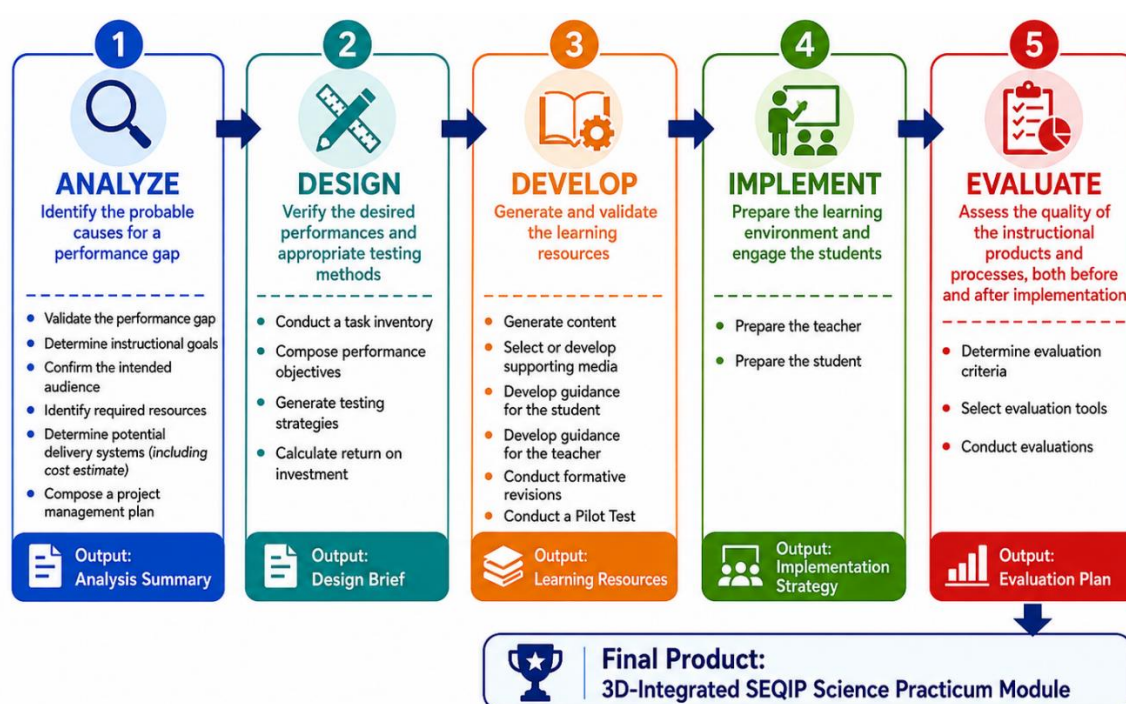 1
ANALYZE
Identify the probable
causes for a
performance gap
• Validate the performance gap
• Determine instructional goals
• Confirm the intended
audience
• Identify required resources
• Determine potential
delivery systems (including
cost estimate)
• Compose a project
management plan
Output:
Analysis Summary
2
DESIGN
Verify the desired
performances and
appropriate testing
methods
• Conduct a task inventory
• Compose performance
objectives
• Generate testing
strategies
• Calculate return on
investment
Output:
Design Brief
3
DEVELOP
Generate and validate
the learning
resources
• Generate content
• Select or develop
supporting media
• Develop guidance
for the student
• Develop guidance
for the teacher
• Conduct formative
revisions
• Conduct a Pilot Test
Output:
Learning Resources
4
IMPLEMENT
Prepare the learning
environment and
engage the students
• Prepare the teacher
• Prepare the student
Output:
Implementation
Strategy
5
EVALUATE
Assess the quality of
the instructional
products and
processes, both before
and after implementation
• Determine evaluation
criteria
• Select evaluation tools
• Conduct evaluations
Output:
Evaluation Plan
Final Product:
3D-Integrated SEQIP Science Practicum Module